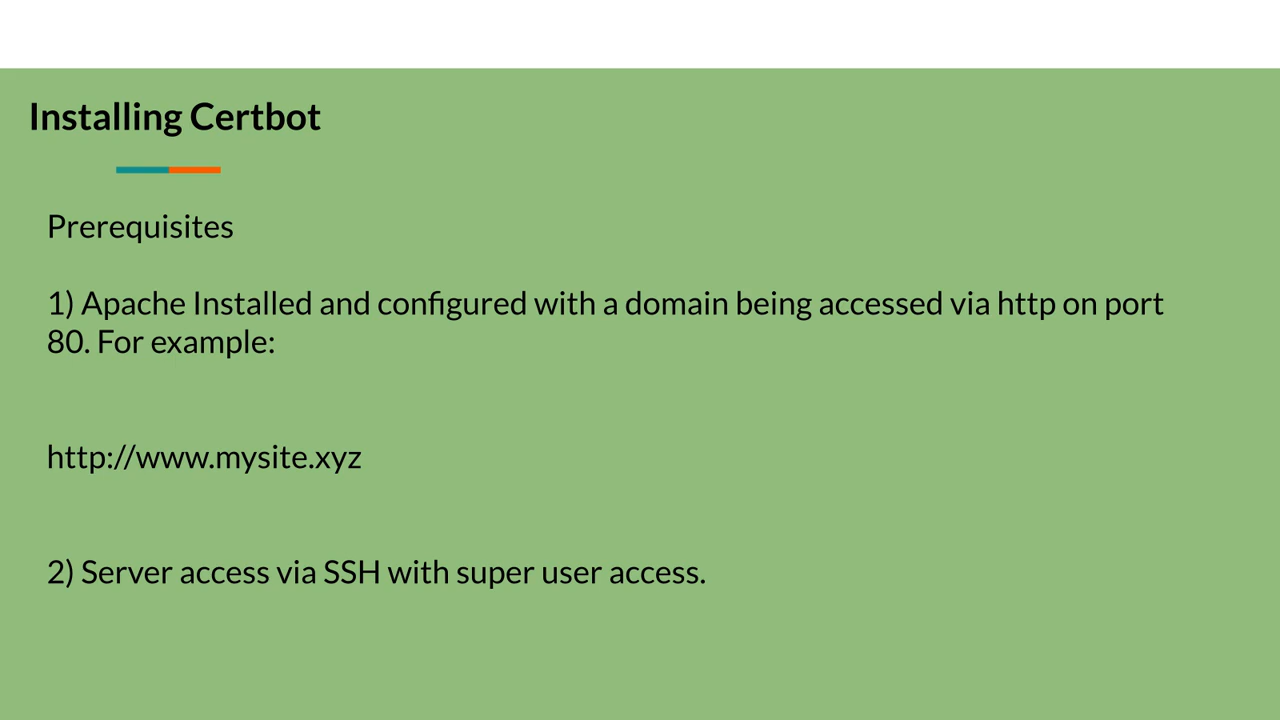 Installing Certbot
Prerequisites
1) Apache Installed and configured with a domain being accessed via http on port
80. For example:
http://www.mysite.xyz
2) Server access via SSH with super user access.